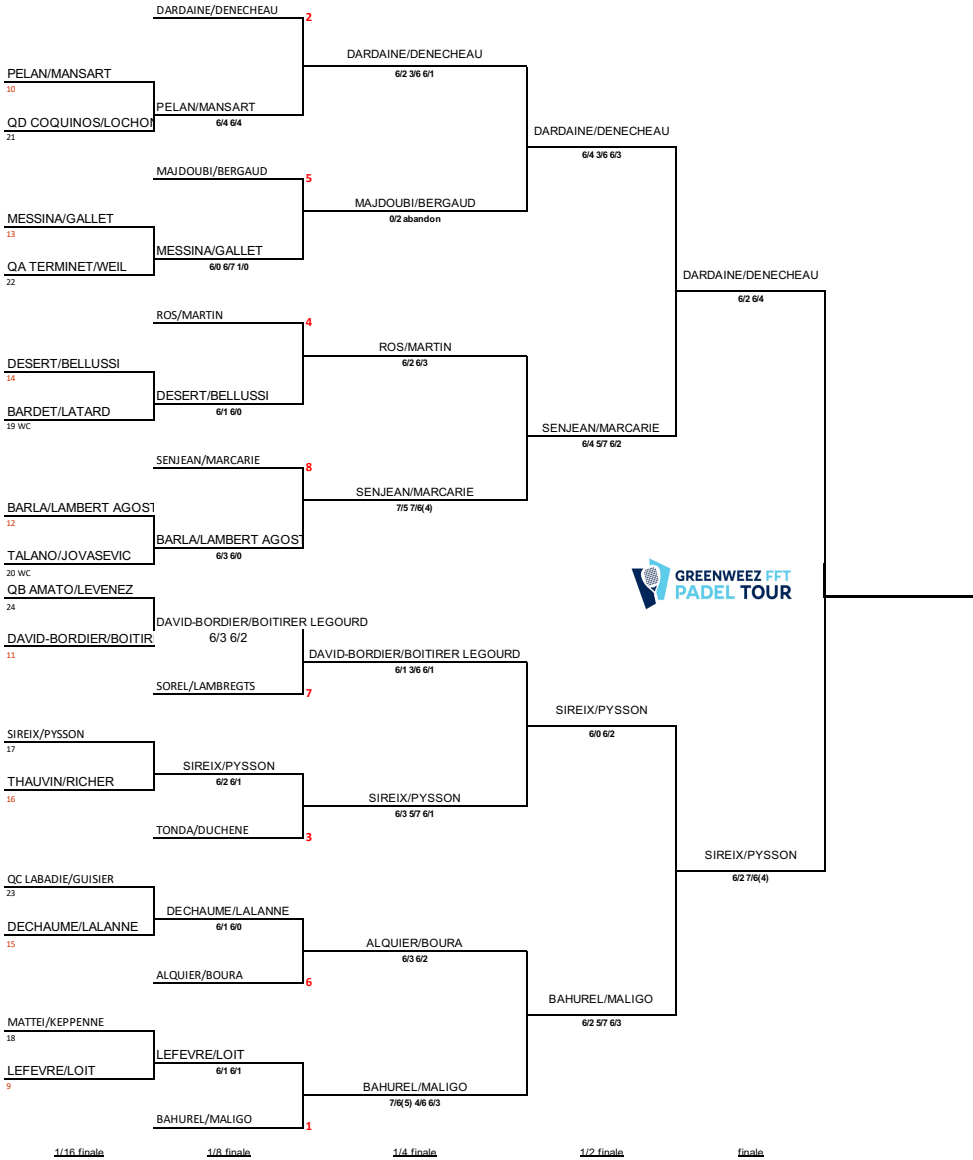 DARDAINE/DENECHEAU
2
DARDAINE/DENECHEAU
6/2 3/6 6/1
PELAN/MANSART
10
PELAN/MANSART
6/4 6/4
QD COQUINOS/LOCHON
21
DARDAINE/DENECHEAU
6/4 3/6 6/3
MAJDOUBI/BERGAUD
5
MAJDOUBI/BERGAUD
0/2 abandon
MESSINA/GALLET
13
MESSINA/GALLET
6/0 6/7 1/0
QA TERMINET/WEIL
22
DARDAINE/DENECHEAU
6/2 6/4
ROS/MARTIN
4
ROS/MARTIN
6/2 6/3
DESERT/BELLUSSI
14
DESERT/BELLUSSI
6/1 6/0
BARDET/LATARD
19 WC
SENJEAN/MARCARIE
6/4 5/7 6/2
SENJEAN/MARCARIE
8
SENJEAN/MARCARIE
7/5 7/6(4)
BARLA/LAMBERT AGOST
12
BARLA/LAMBERT AGOST
6/3 6/0
TALANO/JOVASEVIC
20 WC
GREENWEEZ FFT
PADEL TOUR
QB AMATO/LEVENEZ
24
DAVID-BORDIER/BOITIRER LEGOURD
6/3 6/2
DAVID-BORDIER/BOITIR
11
DAVID-BORDIER/BOITIRER LEGOURD
6/1 3/6 6/1
SOREL/LAMBREGTS
7
SIREIX/PYSSON
6/0 6/2
SIREIX/PYSSON
17
SIREIX/PYSSON
6/2 6/1
THAUVIN/RICHER
16
SIREIX/PYSSON
6/3 5/7 6/1
TONDA/DUCHENE
3
SIREIX/PYSSON
6/2 7/6(4)
QC LABADIE/GUISIER
23
DECHAUME/LALANNE
6/1 6/0
DECHAUME/LALANNE
15
ALQUIER/BOURA
6/3 6/2
ALQUIER/BOURA
6
BAHUREL/MALIGO
6/2 5/7 6/3
MATTEI/KEPPENNE
18
LEFEVRE/LOIT
6/1 6/1
LEFEVRE/LOIT
9
BAHUREL/MALIGO
7/6(5) 4/6 6/3
BAHUREL/MALIGO
1
1/16 finale
1/8 finale
1/4 finale
1/2 finale
finale